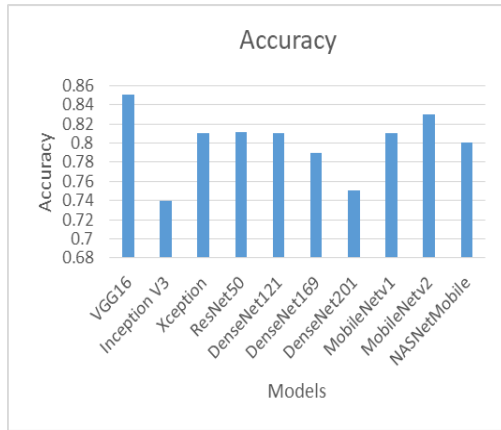 Accuracy
0.86
0.84
0.82
0.8
0.78
0.76
0.74
0.72
0.7
0.68
Accuracy
VGG16
Inception V3
Xception
ResNet50
DenseNet121
DenseNet169
DenseNet201
MobileNetv1
MobileNetv2
NASNetMobile
Models